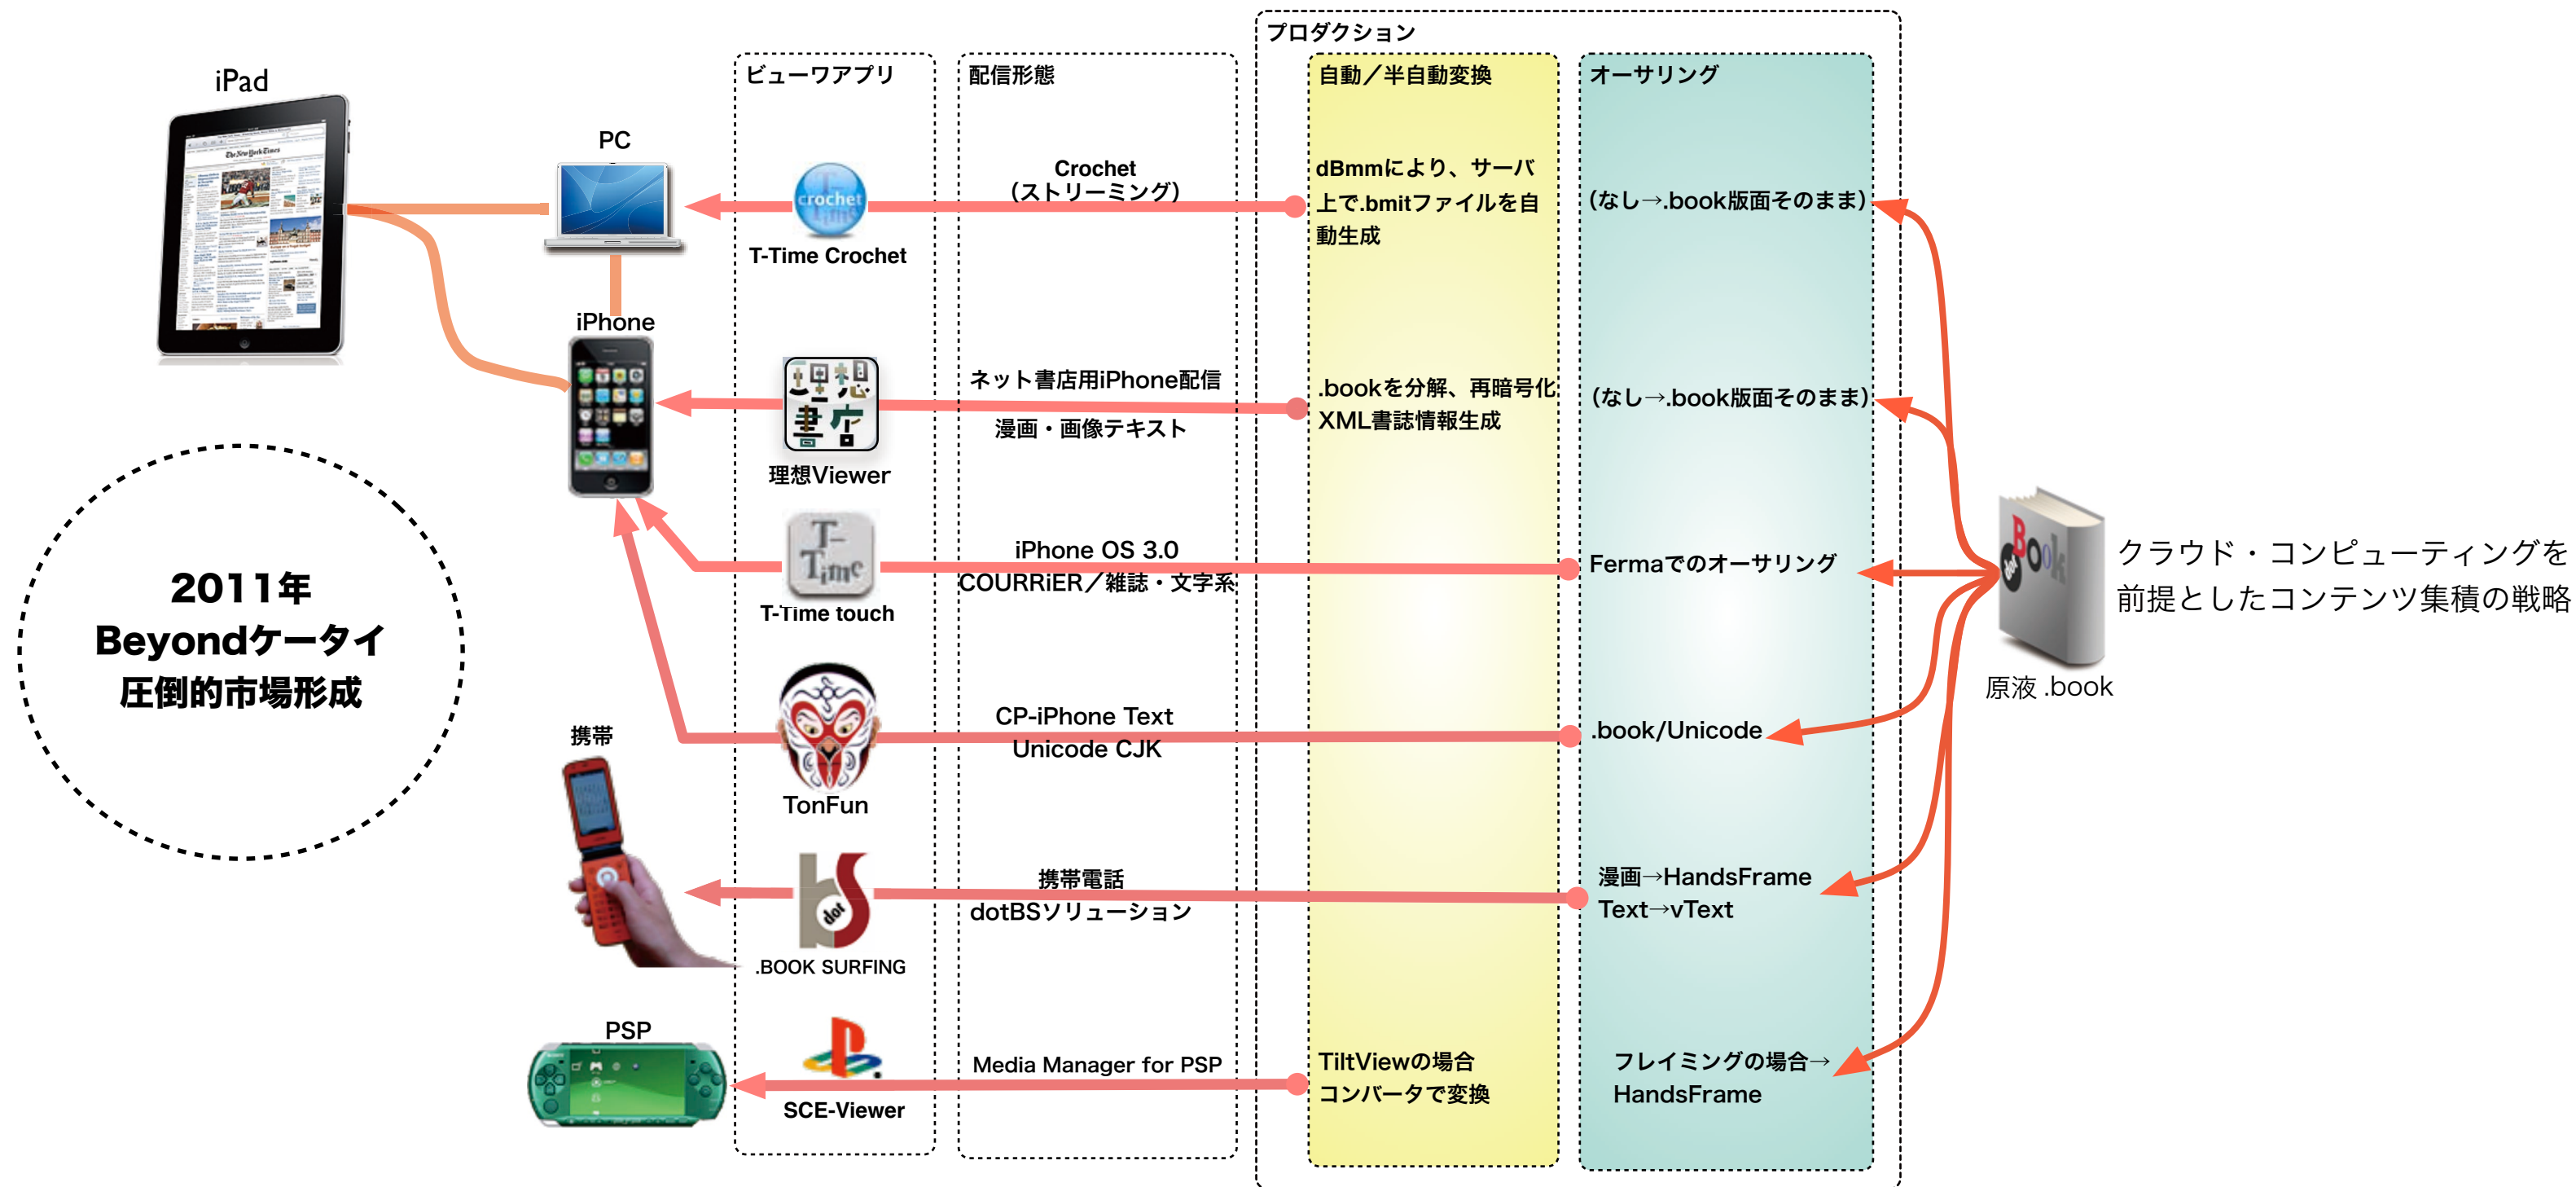 プロダクション
ビューワアプリ
配信形態
自動／半自動変換
オーサリング
iPad
The New York Times
PC
crochet
T-Time Crochet
Crochet
（ストリーミング）
dBmmにより、サーバ
上で.bmitファイルを自
動生成
（なし→.book版面そのまま）
iPhone
理想書店
理想Viewer
ネット書店用iPhone配信
漫画・画像テキスト
.bookを分解、再暗号化
XML書誌情報生成
（なし→.book版面そのまま）
T-
Time
T-Time touch
iPhone OS 3.0
COURRiER／雑誌・文字系
Fermaでのオーサリング
dot Book
クラウド・コンピューティングを
前提としたコンテンツ集積の戦略
原液 .book
2011年
Beyondケータイ
圧倒的市場形成
TonFun
CP-iPhone Text
Unicode CJK
.book/Unicode
携帯
bS
dot
.BOOK SURFING
携帯電話
dotBSソリューション
漫画→HandsFrame
Text→vText
PSP
SCE-Viewer
Media Manager for PSP
TiltViewの場合
コンバータで変換
フレイミングの場合→
HandsFrame